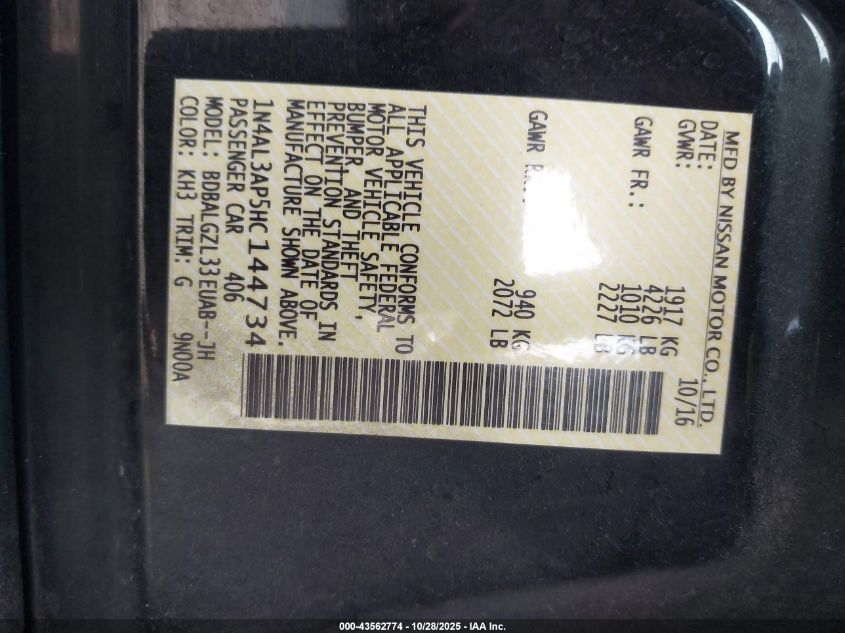 MFD BY NISSAN MOTOR CO., LTD.
DATE: 10/16
GVWR: 1917 KG
4226 LB
GAWR FR.: 1010 KG
2227 LB
GAWR 940 KG
2072 LB
THIS VEHICLE CONFORMS TO
ALL APPLICABLE FEDERAL
MOTOR VEHICLE SAFETY,
BUMPER, AND THEFT
PREVENTION STANDARDS IN
EFFECT ON THE DATE OF
MANUFACTURE SHOWN ABOVE.
1N4AL3AP5HC144734
PASSENGER CAR 406
MODEL: BDBALGZL33EUAB--JH
COLOR: KH3 TRIM: G 9N00A
000-43562774 - 10/28/2025 - IAA Inc.